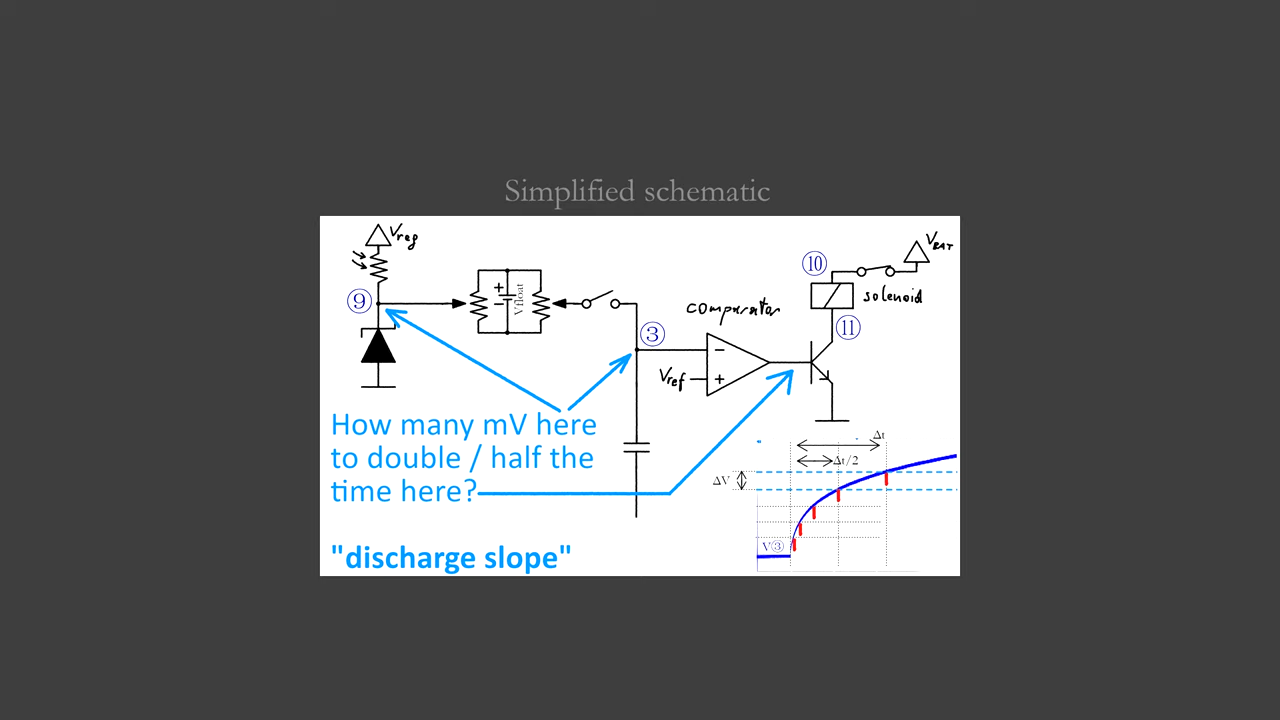 Simplified schematic
Vreg
9
+
−
Vfloat
3
comparator
−
+
Vref
10
VBAT
solenoid
11
How many mV here
to double / half the
time here?
"discharge slope"
Δt
Δt/2
ΔV
V③